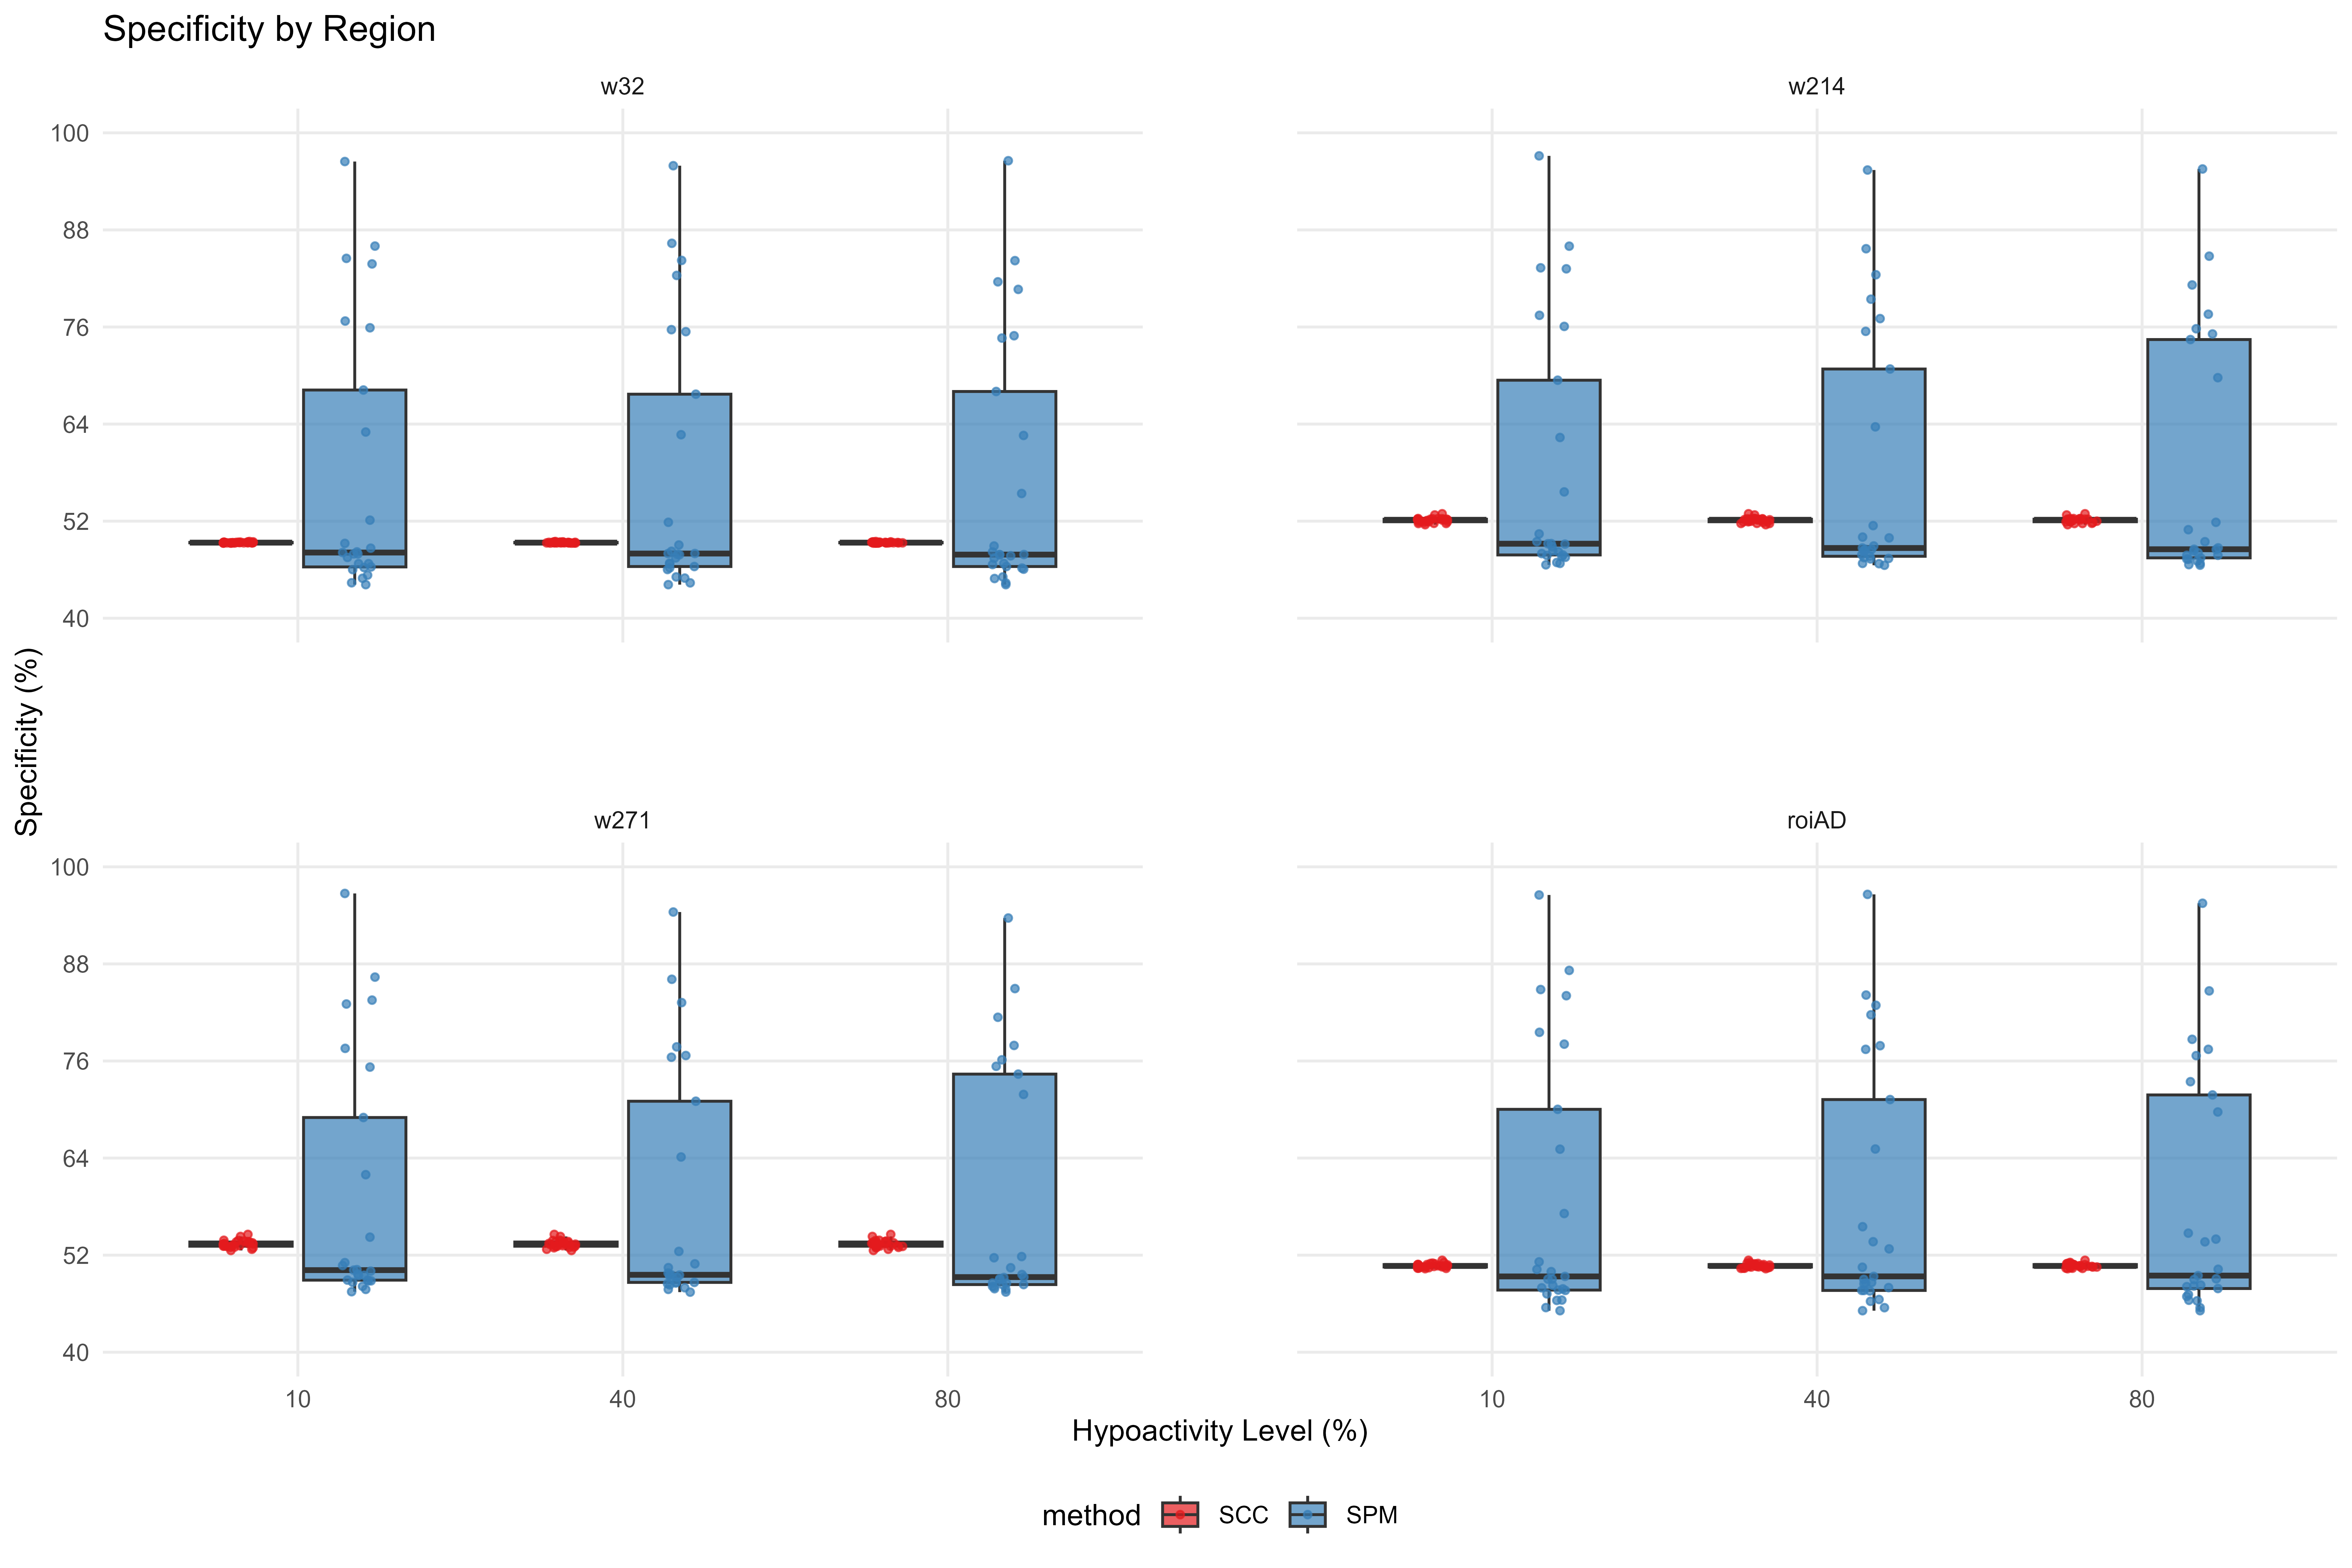 Specificity by Region
w32
w214
100
88
76
64
52
40
Specificity (%)
w271
roiAD
100
88
76
64
52
40
10
40
80
10
40
80
Hypoactivity Level (%)
method SCC SPM